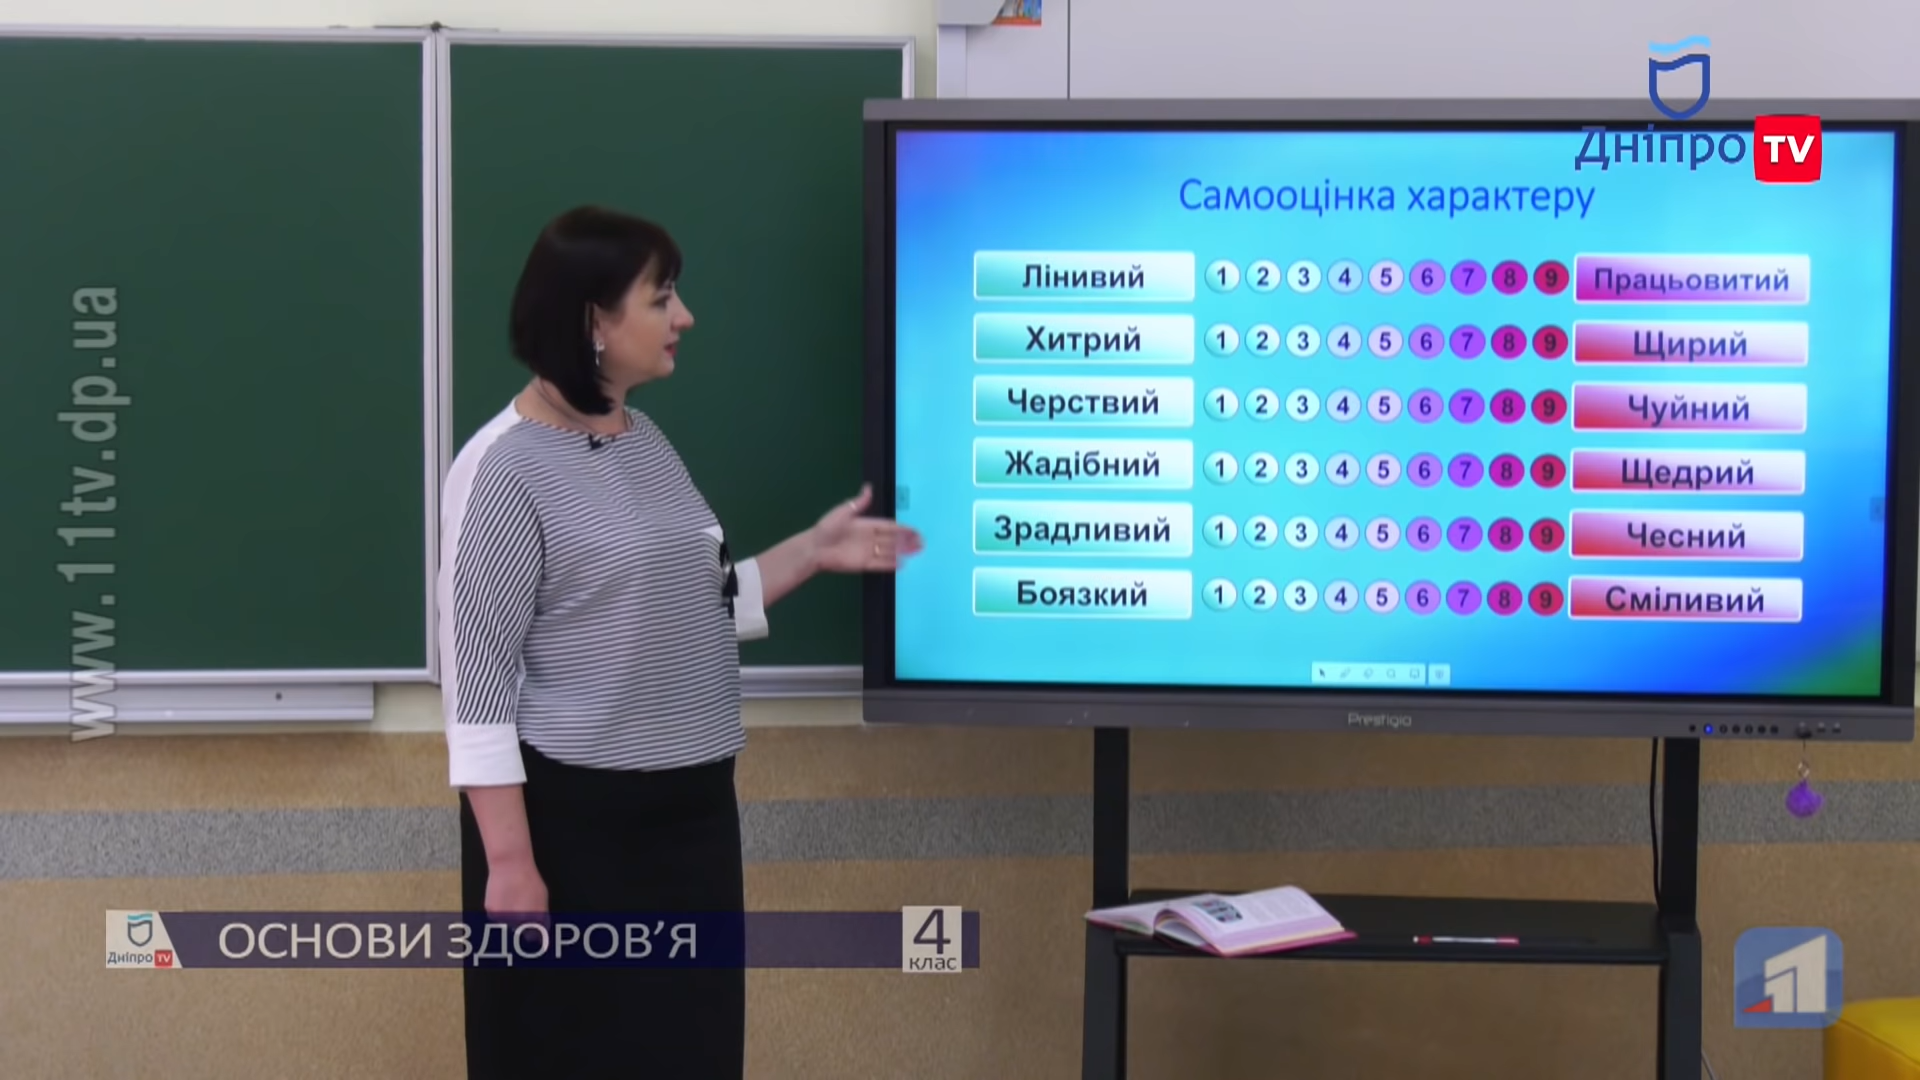 Дніпро TV
Самооцінка характеру
Лінивий 1 2 3 4 5 6 7 8 9 Працьовитий
Хитрий 1 2 3 4 5 6 7 8 9 Щирий
Черствий 1 2 3 4 5 6 7 8 9 Чуйний
Жадібний 1 2 3 4 5 6 7 8 9 Щедрий
Зрадливий 1 2 3 4 5 6 7 8 9 Чесний
Боязкий 1 2 3 4 5 6 7 8 9 Сміливий
Prestigio
www.11tv.dp.ua
Дніпро TV
ОСНОВИ ЗДОРОВ’Я
4
клас
11